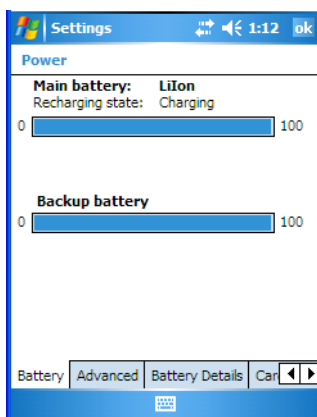 Settings 1:12 ok
Power
Main battery: LiIon
Recharging state: Charging
0 100
Backup battery
0 100
Battery Advanced Battery Details Car